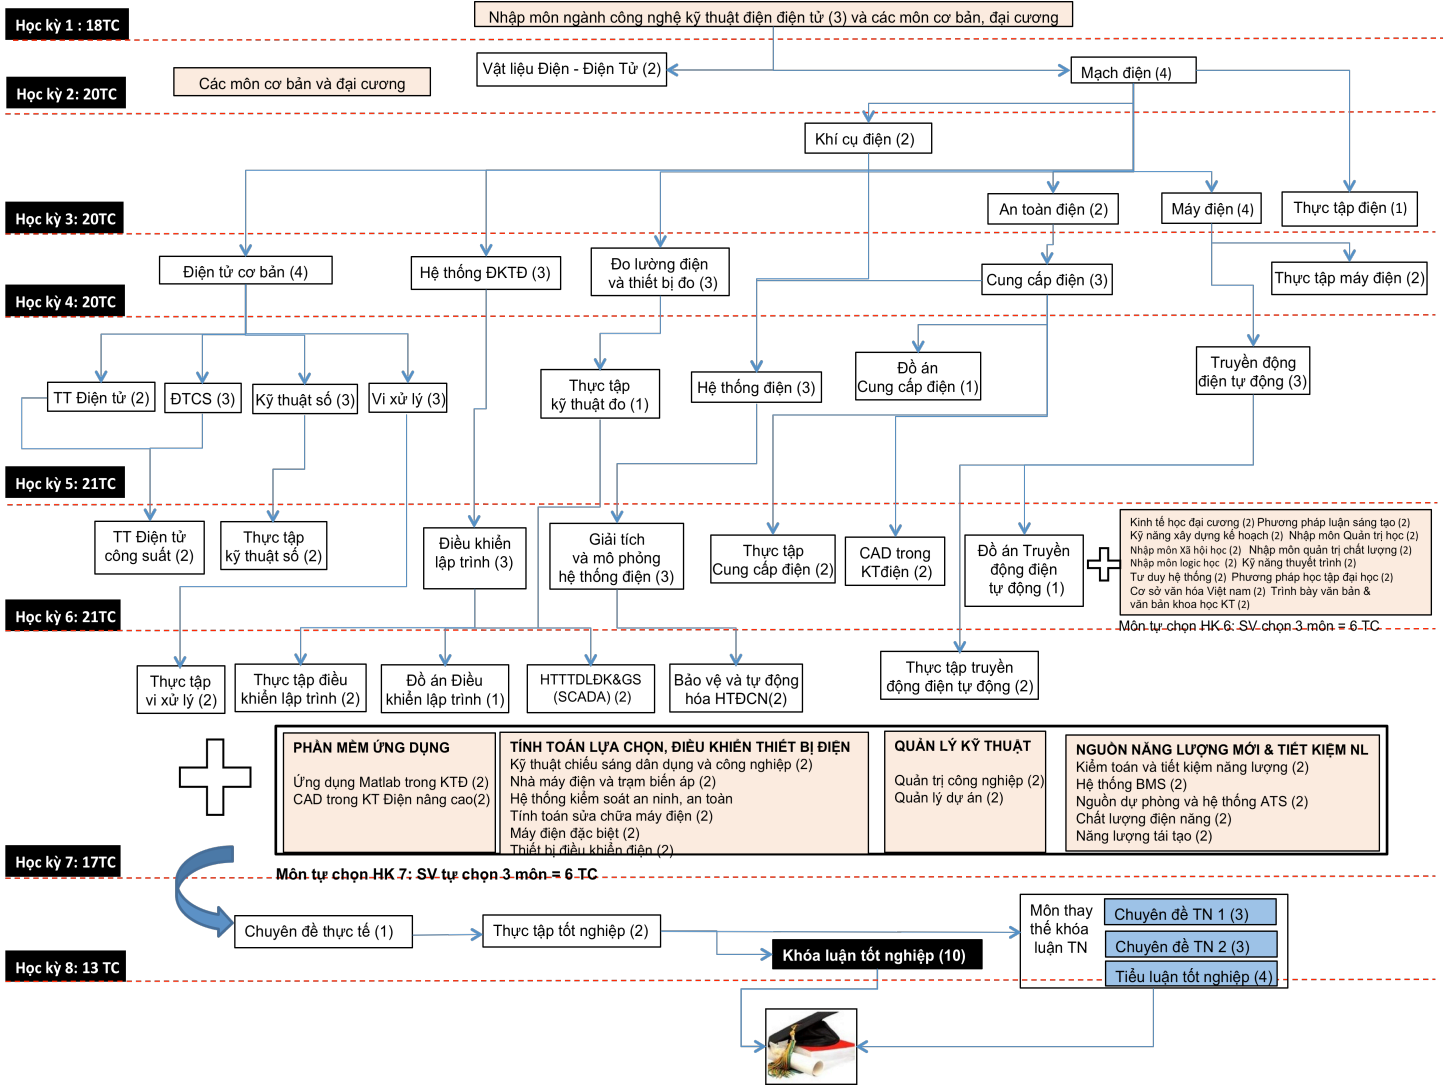 Học kỳ 1 : 18TC
Nhập môn ngành công nghệ kỹ thuật điện điện tử (3) và các môn cơ bản, đại cương
Học kỳ 2: 20TC
Các môn cơ bản và đại cương
Vật liệu Điện - Điện Tử (2)
Mạch điện (4)
Khí cụ điện (2)
Học kỳ 3: 20TC
An toàn điện (2)
Máy điện (4)
Thực tập điện (1)
Điện tử cơ bản (4)
Hệ thống ĐKTĐ (3)
Đo lường điện
và thiết bị đo (3)
Cung cấp điện (3)
Thực tập máy điện (2)
Học kỳ 4: 20TC
TT Điện tử (2)
ĐTCS (3)
Kỹ thuật số (3)
Vi xử lý (3)
Thực tập
kỹ thuật đo (1)
Hệ thống điện (3)
Đồ án
Cung cấp điện (1)
Truyền động
điện tự động (3)
Học kỳ 5: 21TC
TT Điện tử
công suất (2)
Thực tập
kỹ thuật số (2)
Điều khiển
lập trình (3)
Giải tích
và mô phỏng
hệ thống điện (3)
Thực tập
Cung cấp điện (2)
CAD trong
KTđiện (2)
Đồ án Truyền
động điện
tự động (1)
Kinh tế học đại cương (2) Phương pháp luận sáng tạo (2)
Kỹ năng xây dựng kế hoạch (2) Nhập môn Quản trị học (2)
Nhập môn Xã hội học (2) Nhập môn quản trị chất lượng (2)
Nhập môn logic học (2) Kỹ năng thuyết trình (2)
Tư duy hệ thống (2) Phương pháp học tập đại học (2)
Cơ sở văn hóa Việt nam (2) Trình bày văn bản &
văn bản khoa học KT (2)
Môn tự chọn HK 6: SV chọn 3 môn = 6 TC
Học kỳ 6: 21TC
Thực tập
vi xử lý (2)
Thực tập điều
khiển lập trình (2)
Đồ án Điều
khiển lập trình (1)
HTTTDLĐK&GS
(SCADA) (2)
Bảo vệ và tự động
hóa HTĐCN(2)
Thực tập truyền
động điện tự động (2)
PHẦN MỀM ỨNG DỤNG
Ứng dụng Matlab trong KTĐ (2)
CAD trong KT Điện nâng cao(2)
TÍNH TOÁN LỰA CHỌN, ĐIỀU KHIỂN THIẾT BỊ ĐIỆN
Kỹ thuật chiếu sáng dân dụng và công nghiệp (2)
Nhà máy điện và trạm biến áp (2)
Hệ thống kiểm soát an ninh, an toàn
Tính toán sửa chữa máy điện (2)
Máy điện đặc biệt (2)
Thiết bị điều khiển điện (2)
QUẢN LÝ KỸ THUẬT
Quản trị công nghiệp (2)
Quản lý dự án (2)
NGUỒN NĂNG LƯỢNG MỚI & TIẾT KIỆM NL
Kiểm toán và tiết kiệm năng lượng (2)
Hệ thống BMS (2)
Nguồn dự phòng và hệ thống ATS (2)
Chất lượng điện năng (2)
Năng lượng tái tạo (2)
Học kỳ 7: 17TC
Môn tự chọn HK 7: SV tự chọn 3 môn = 6 TC
Chuyên đề thực tế (1)
Thực tập tốt nghiệp (2)
Khóa luận tốt nghiệp (10)
Môn thay
thế khóa
luận TN
Chuyên đề TN 1 (3)
Chuyên đề TN 2 (3)
Tiểu luận tốt nghiệp (4)
Học kỳ 8: 13 TC